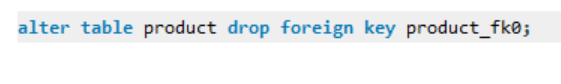 alter table product drop foreign key product_fk0;